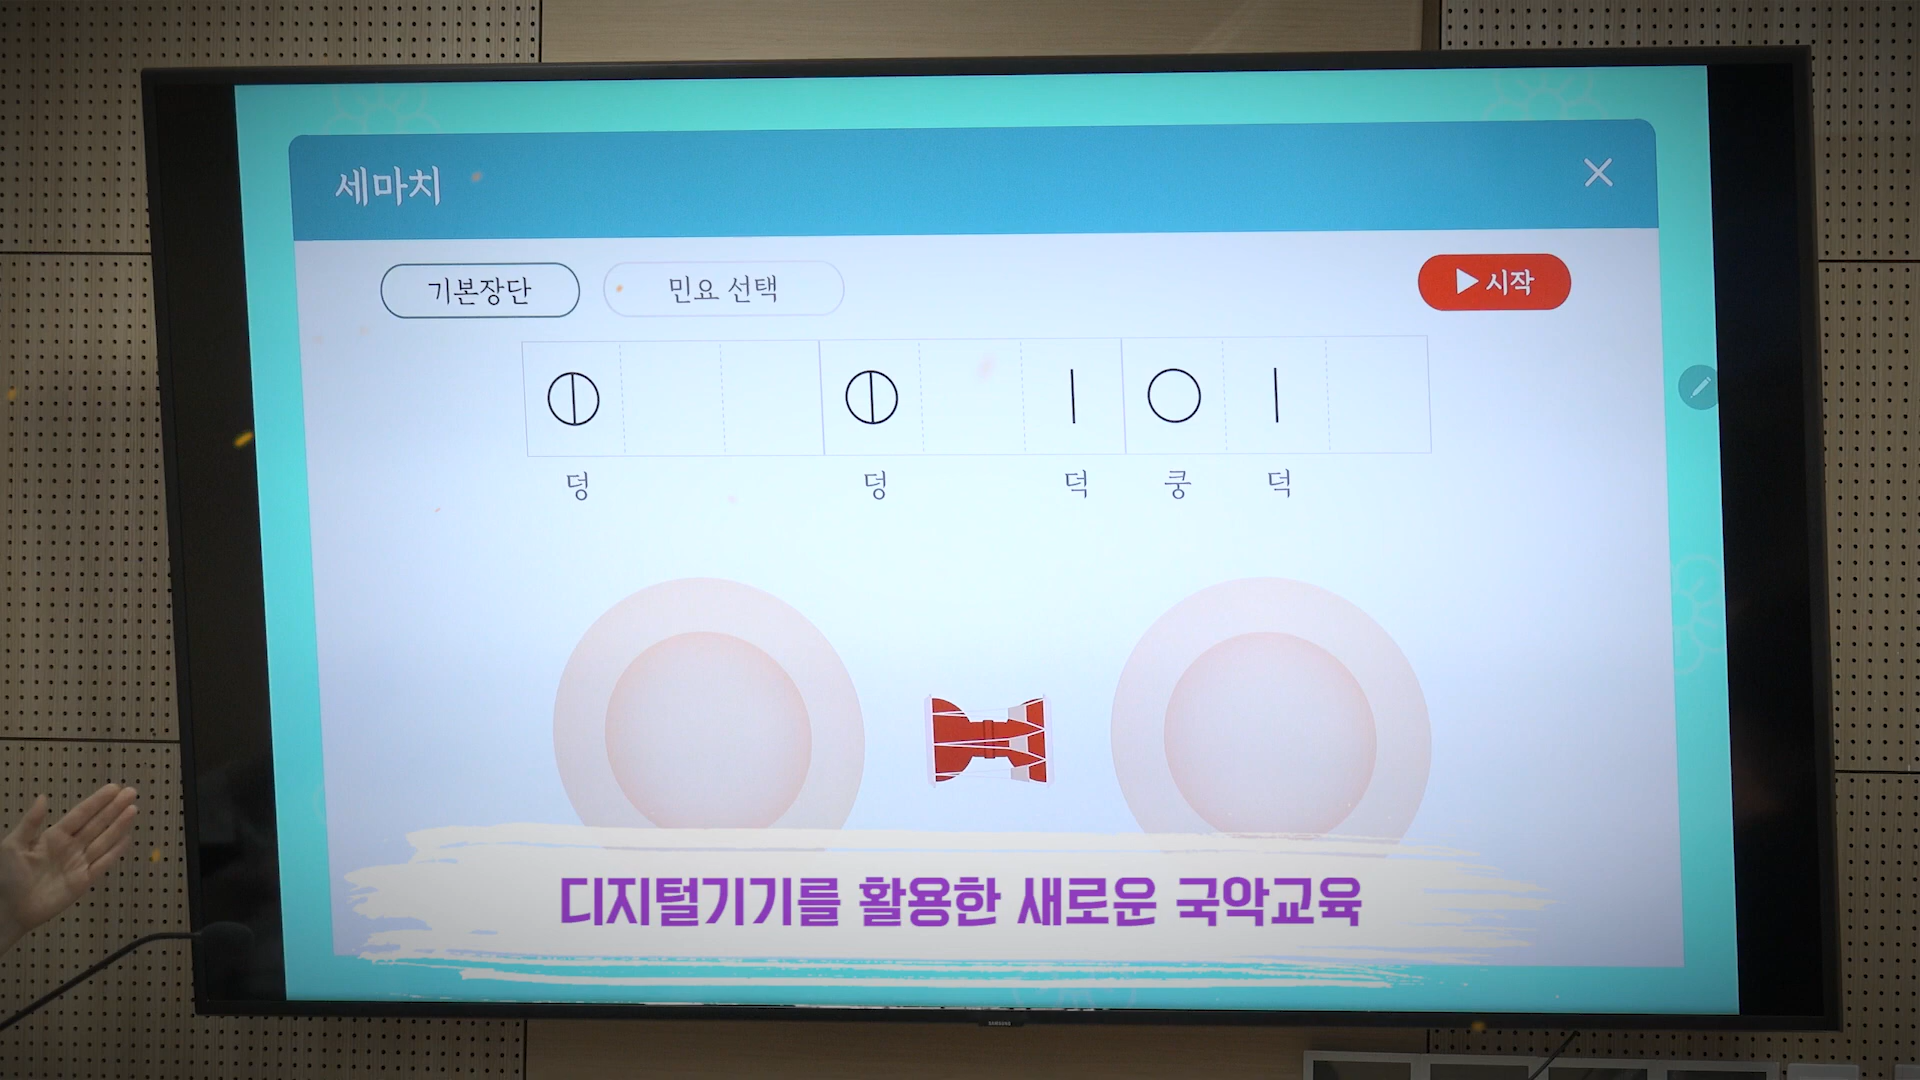 세마치
기본장단 민요 선택 시작
덩 덩 덕 쿵 덕
디지털기기를 활용한 새로운 국악교육
SAMSUNG